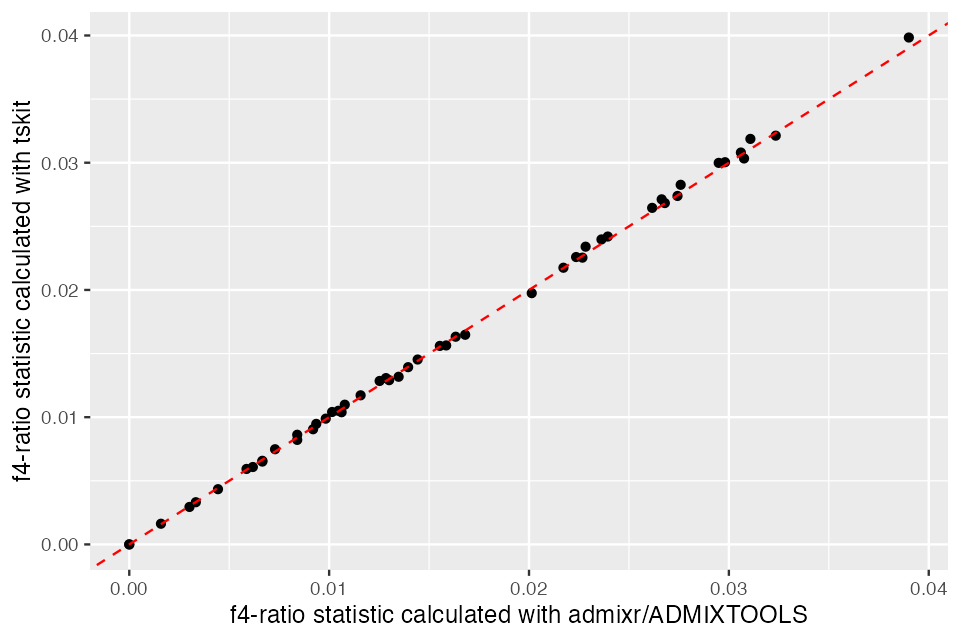 f4-ratio statistic calculated with tskit
0.04
0.03
0.02
0.01
0.00
0.00 0.01 0.02 0.03 0.04
f4-ratio statistic calculated with admixr/ADMIXTOOLS